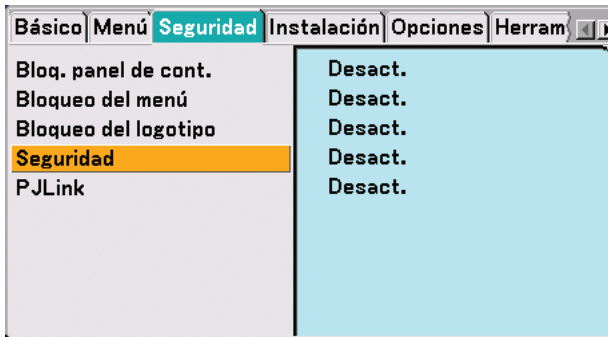 Básico Menú Seguridad Instalación Opciones Herram
Bloq. panel de cont. Desact.
Bloqueo del menú Desact.
Bloqueo del logotipo Desact.
Seguridad Desact.
PJLink Desact.